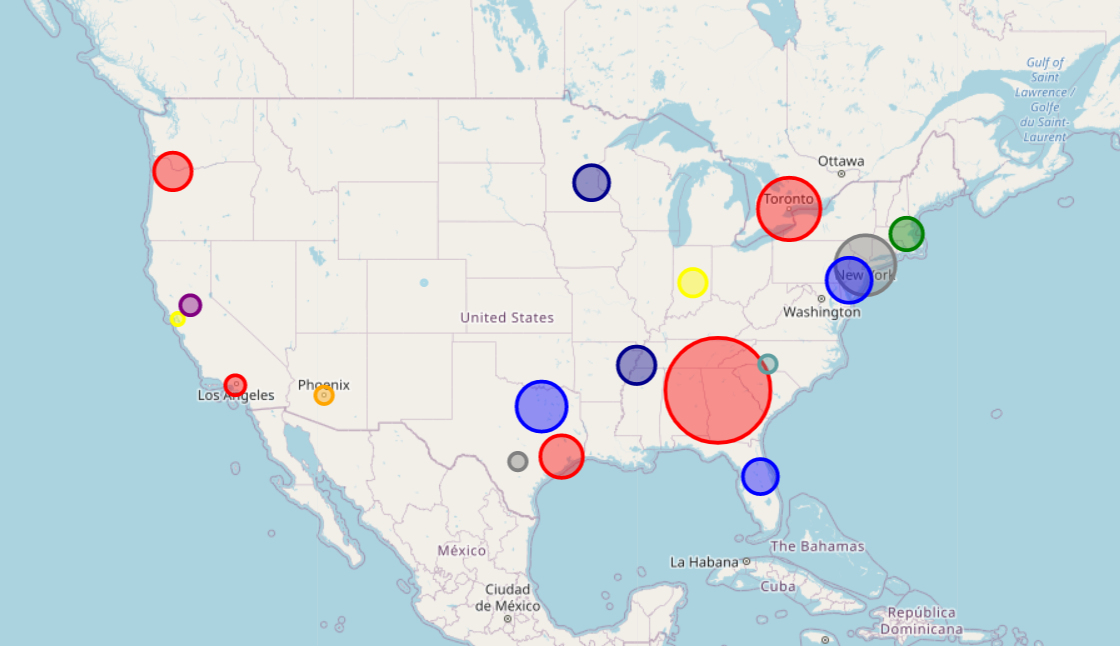 Gulf of
Saint
Lawrence /
Golfe
du Saint-
Laurent
Ottawa
Toronto
New York
Washington
United States
Phoenix
Los Angeles
México
The Bahamas
La Habana
Cuba
Ciudad
de México
República
Dominicana